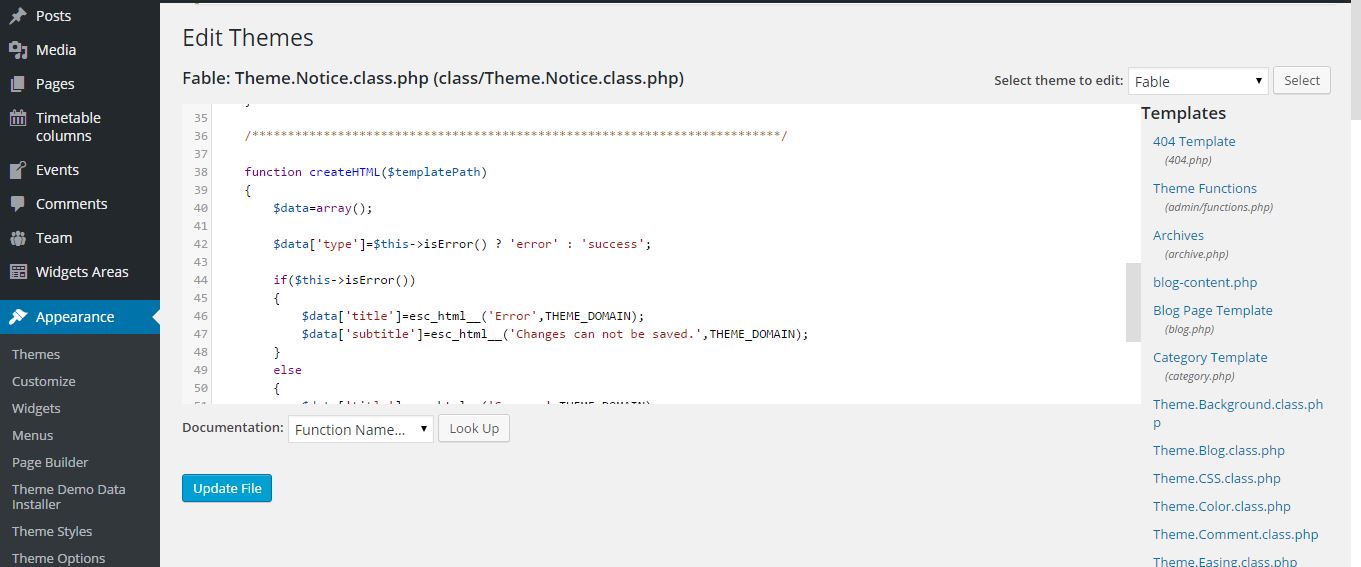 Posts
Media
Pages
Timetable
columns
Events
Comments
Team
Widgets Areas
Appearance
Themes
Customize
Widgets
Menus
Page Builder
Theme Demo Data
Installer
Theme Styles
Theme Options
Edit Themes
Fable: Theme.Notice.class.php (class/Theme.Notice.class.php)
Select theme to edit: Fable Select
35
36 /**************************************************************************/
37
38 function createHTML($templatePath)
39 {
40 $data=array();
41
42 $data['type']=$this->isError() ? 'error' : 'success';
43
44 if($this->isError())
45 {
46 $data['title']=esc_html__('Error',THEME_DOMAIN);
47 $data['subtitle']=esc_html__('Changes can not be saved.',THEME_DOMAIN);
48 }
49 else
50 {
Documentation: Function Name... Look Up
Update File
Templates
404 Template
(404.php)
Theme Functions
(admin/functions.php)
Archives
(archive.php)
blog-content.php
Blog Page Template
(blog.php)
Category Template
(category.php)
Theme.Background.class.ph
p
Theme.Blog.class.php
Theme.CSS.class.php
Theme.Color.class.php
Theme.Comment.class.php
Theme.Easing.class.php